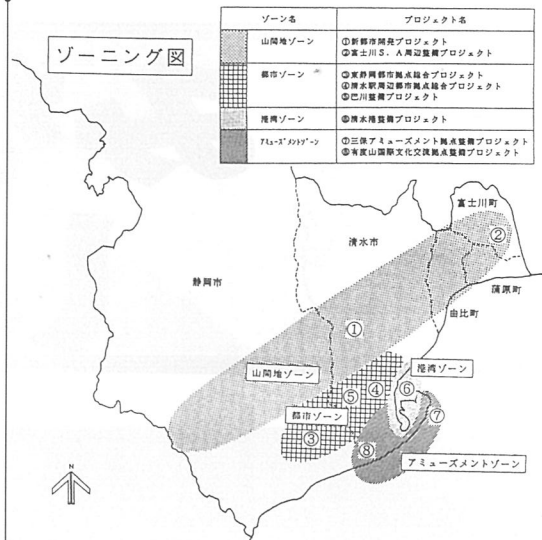 ゾーニング図
ゾーン名 プロジェクト名
山間地ゾーン ①新都市開発プロジェクト
②富士川S.A周辺整備プロジェクト
都市ゾーン ③東静岡都市拠点総合プロジェクト
④清水駅周辺都市拠点総合プロジェクト
⑤巴川整備プロジェクト
港湾ゾーン ⑥清水港整備プロジェクト
アミューズメントゾーン ⑦三保アミューズメント拠点整備プロジェクト
⑧有度山国際文化交流拠点整備プロジェクト
富士川町
②
清水市
静岡市
蒲原町
由比町
①
山間地ゾーン
港湾ゾーン
④
⑥
⑤
都市ゾーン
⑦
③
⑧
アミューズメントゾーン
N